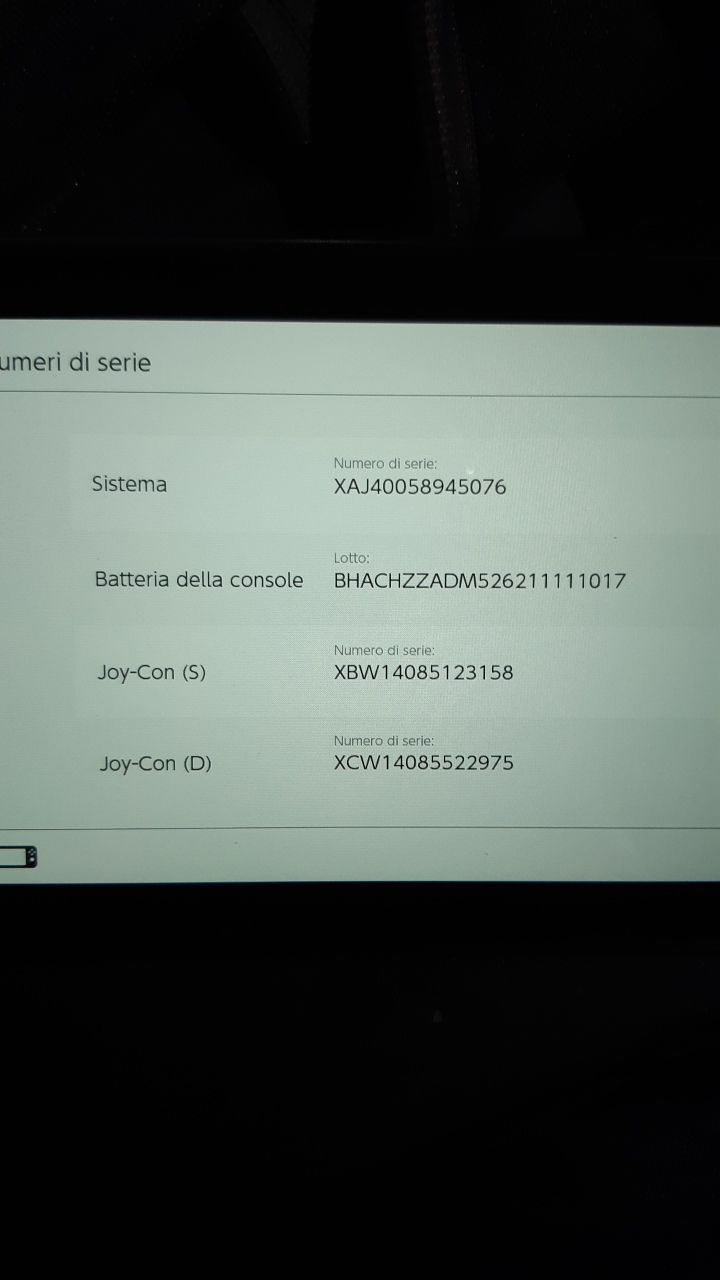 umeri di serie
Numero di serie:
Sistema XAJ40058945076
Lotto:
Batteria della console BHACHZZADM526211111017
Numero di serie:
Joy-Con (S) XBW14085123158
Numero di serie:
Joy-Con (D) XCW14085522975